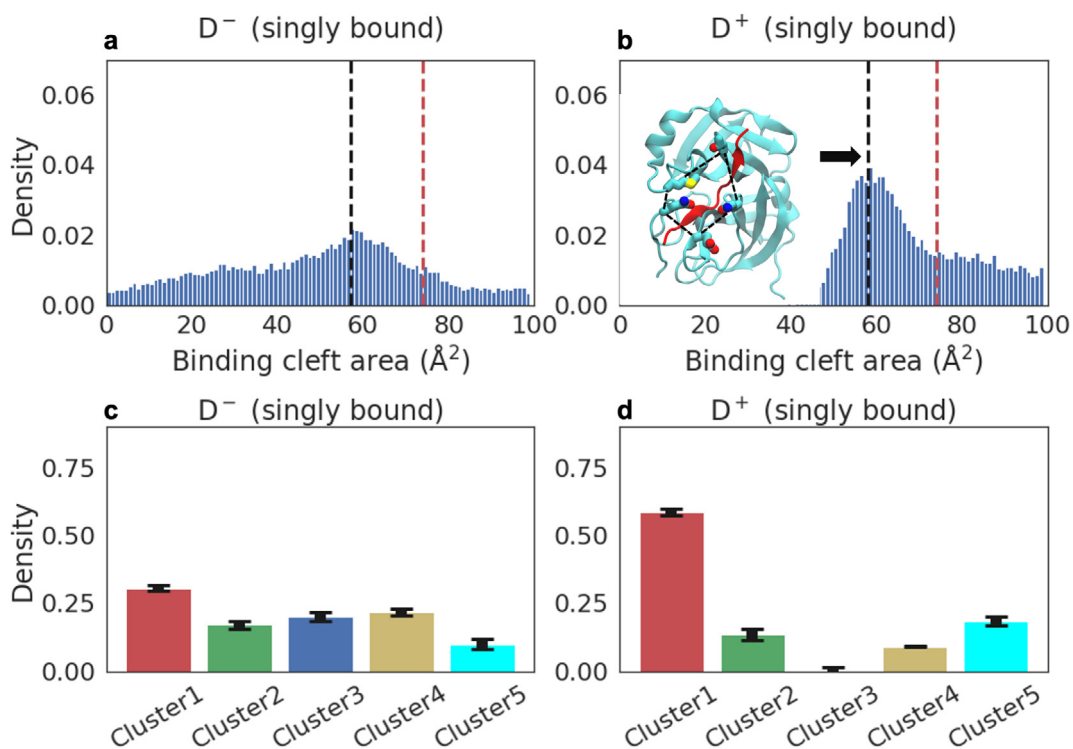 a D⁻ (singly bound)
Density
0.06
0.04
0.02
0.00
0 20 40 60 80 100
Binding cleft area (Å²)
b D⁺ (singly bound)
0.06
0.04
0.02
0.00
0 20 40 60 80 100
Binding cleft area (Å²)
c D⁻ (singly bound)
Density
0.75
0.50
0.25
0.00
Cluster1 Cluster2 Cluster3 Cluster4 Cluster5
d D⁺ (singly bound)
0.75
0.50
0.25
0.00
Cluster1 Cluster2 Cluster3 Cluster4 Cluster5